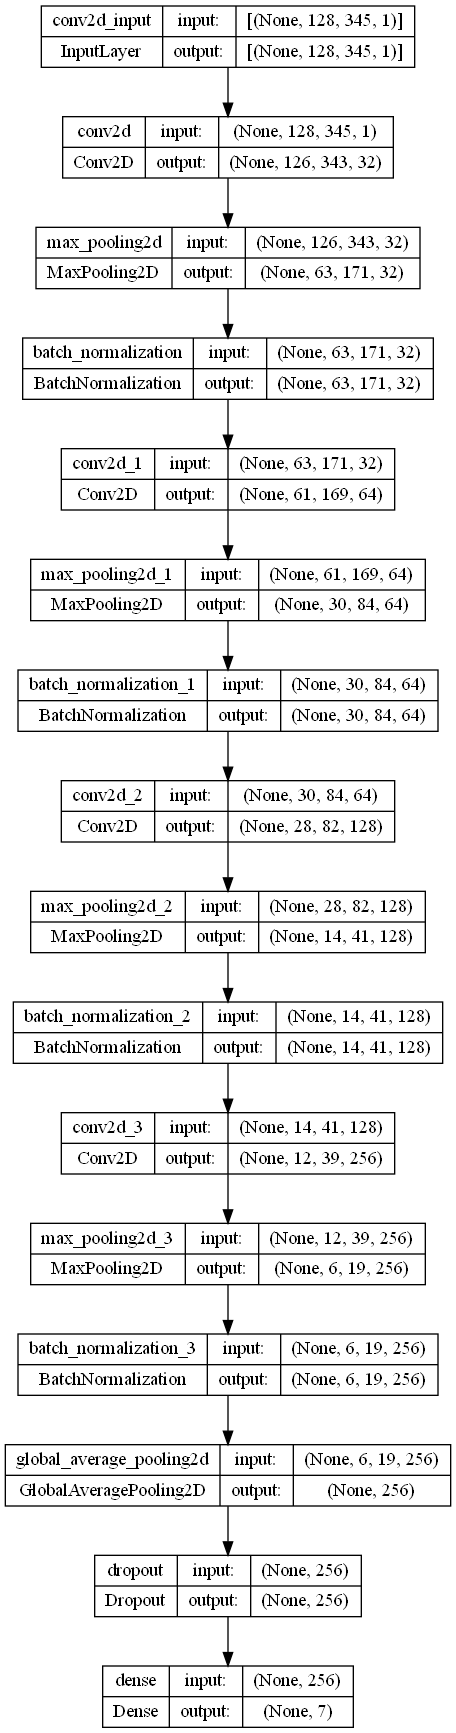 conv2d_input input: [(None, 128, 345, 1)]
InputLayer output: [(None, 128, 345, 1)]
conv2d input: (None, 128, 345, 1)
Conv2D output: (None, 126, 343, 32)
max_pooling2d input: (None, 126, 343, 32)
MaxPooling2D output: (None, 63, 171, 32)
batch_normalization input: (None, 63, 171, 32)
BatchNormalization output: (None, 63, 171, 32)
conv2d_1 input: (None, 63, 171, 32)
Conv2D output: (None, 61, 169, 64)
max_pooling2d_1 input: (None, 61, 169, 64)
MaxPooling2D output: (None, 30, 84, 64)
batch_normalization_1 input: (None, 30, 84, 64)
BatchNormalization output: (None, 30, 84, 64)
conv2d_2 input: (None, 30, 84, 64)
Conv2D output: (None, 28, 82, 128)
max_pooling2d_2 input: (None, 28, 82, 128)
MaxPooling2D output: (None, 14, 41, 128)
batch_normalization_2 input: (None, 14, 41, 128)
BatchNormalization output: (None, 14, 41, 128)
conv2d_3 input: (None, 14, 41, 128)
Conv2D output: (None, 12, 39, 256)
max_pooling2d_3 input: (None, 12, 39, 256)
MaxPooling2D output: (None, 6, 19, 256)
batch_normalization_3 input: (None, 6, 19, 256)
BatchNormalization output: (None, 6, 19, 256)
global_average_pooling2d input: (None, 6, 19, 256)
GlobalAveragePooling2D output: (None, 256)
dropout input: (None, 256)
Dropout output: (None, 256)
dense input: (None, 256)
Dense output: (None, 7)